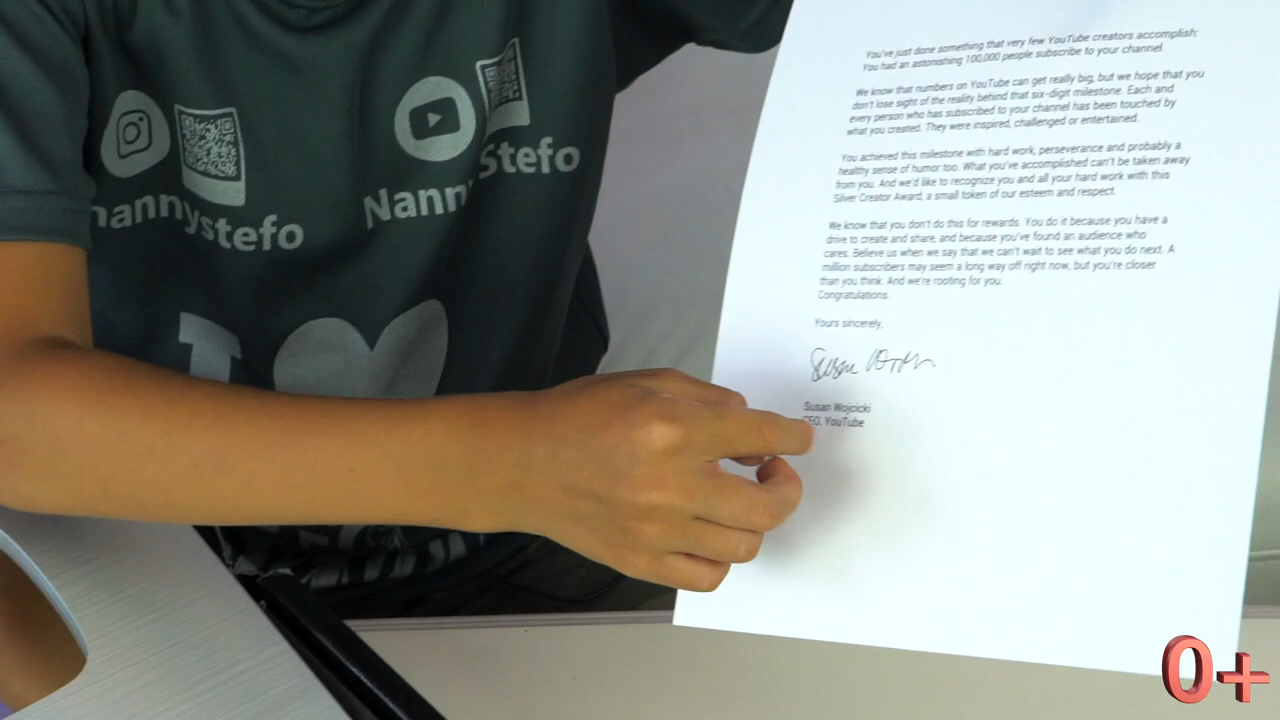 nannystefo
Nanny
Stefo
I
You've just done something that very few YouTube creators accomplish:
You had an astonishing 100,000 people subscribe to your channel.
We know that numbers on YouTube can get really big, but we hope that you
don't lose sight of the reality behind that six-digit milestone. Each and
every person who has subscribed to your channel has been touched by
what you created. They were inspired, challenged or entertained.
You achieved this milestone with hard work, perseverance and probably a
healthy sense of humor too. What you've accomplished can't be taken away
from you. And we'd like to recognize you and all your hard work with this
Silver Creator Award, a small token of our esteem and respect.
We know that you don't do this for rewards. You do it because you have a
drive to create and share, and because you've found an audience who
cares. Believe us when we say that we can't wait to see what you do next. A
million subscribers may seem a long way off right now, but you're closer
than you think. And we're rooting for you.
Congratulations.
Yours sincerely,
Susan Wojcicki
CEO, YouTube
0+